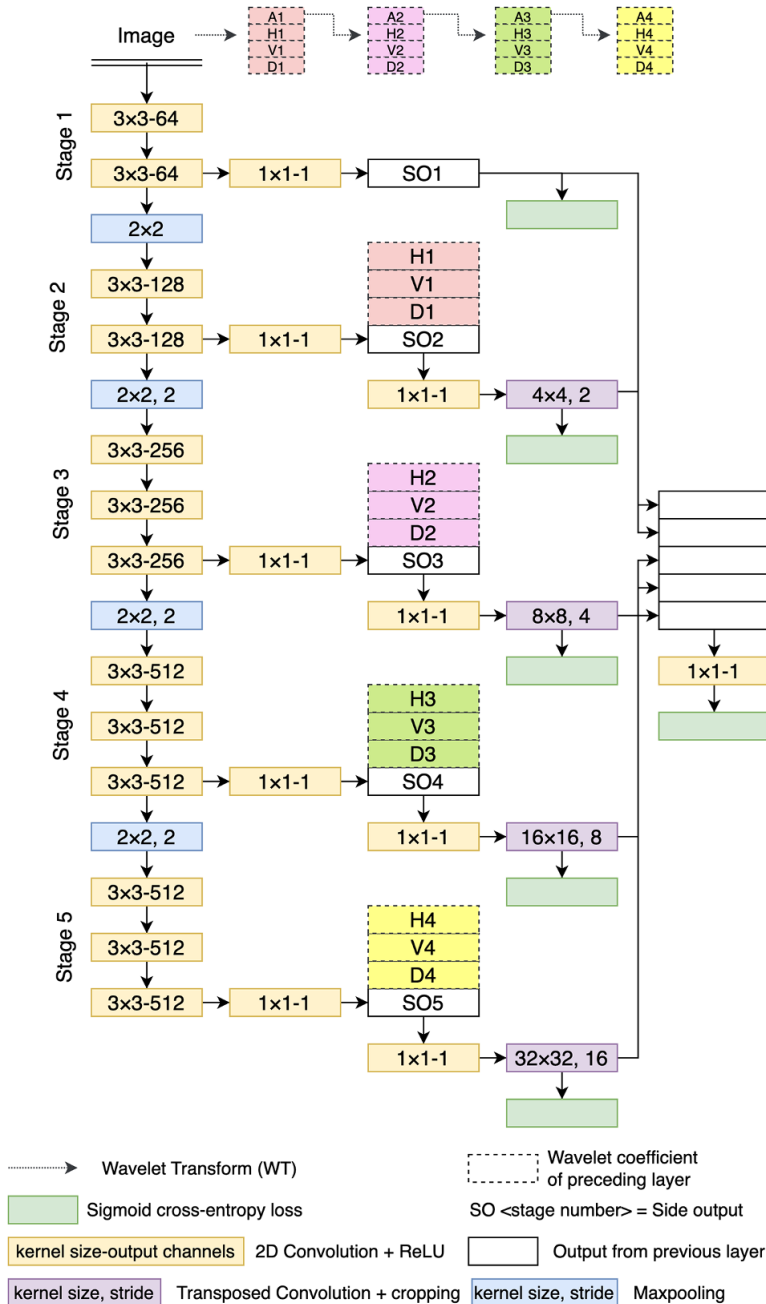 Image
A1
H1
V1
D1
A2
H2
V2
D2
A3
H3
V3
D3
A4
H4
V4
D4
Stage 1
3×3-64
3×3-64
1×1-1
SO1
2×2
Stage 2
3×3-128
H1
V1
D1
3×3-128
1×1-1
SO2
2×2, 2
1×1-1
4×4, 2
Stage 3
3×3-256
3×3-256
H2
V2
D2
3×3-256
1×1-1
SO3
2×2, 2
1×1-1
8×8, 4
Stage 4
3×3-512
1×1-1
3×3-512
H3
V3
D3
3×3-512
1×1-1
SO4
2×2, 2
1×1-1
16×16, 8
Stage 5
3×3-512
3×3-512
H4
V4
D4
3×3-512
1×1-1
SO5
1×1-1
32×32, 16
Wavelet Transform (WT)
Wavelet coefficient
of preceding layer
Sigmoid cross-entropy loss
SO <stage number> = Side output
kernel size-output channels
2D Convolution + ReLU
Output from previous layer
kernel size, stride
Transposed Convolution + cropping
kernel size, stride
Maxpooling